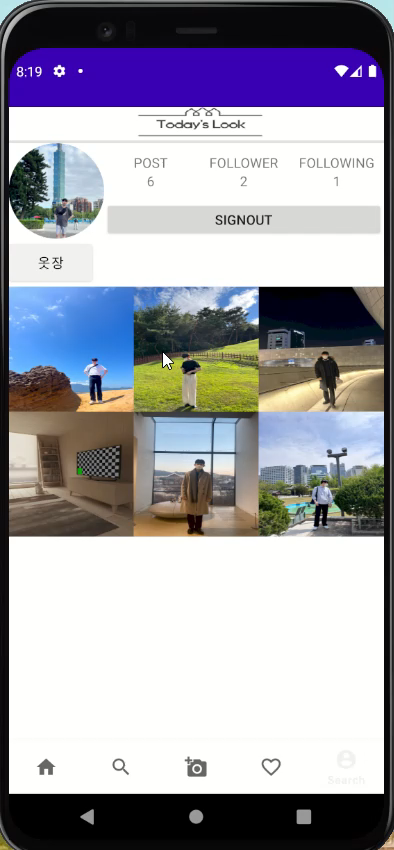 8:19
Today's Look
POST
6
FOLLOWER
2
FOLLOWING
1
SIGNOUT
옷장
Search